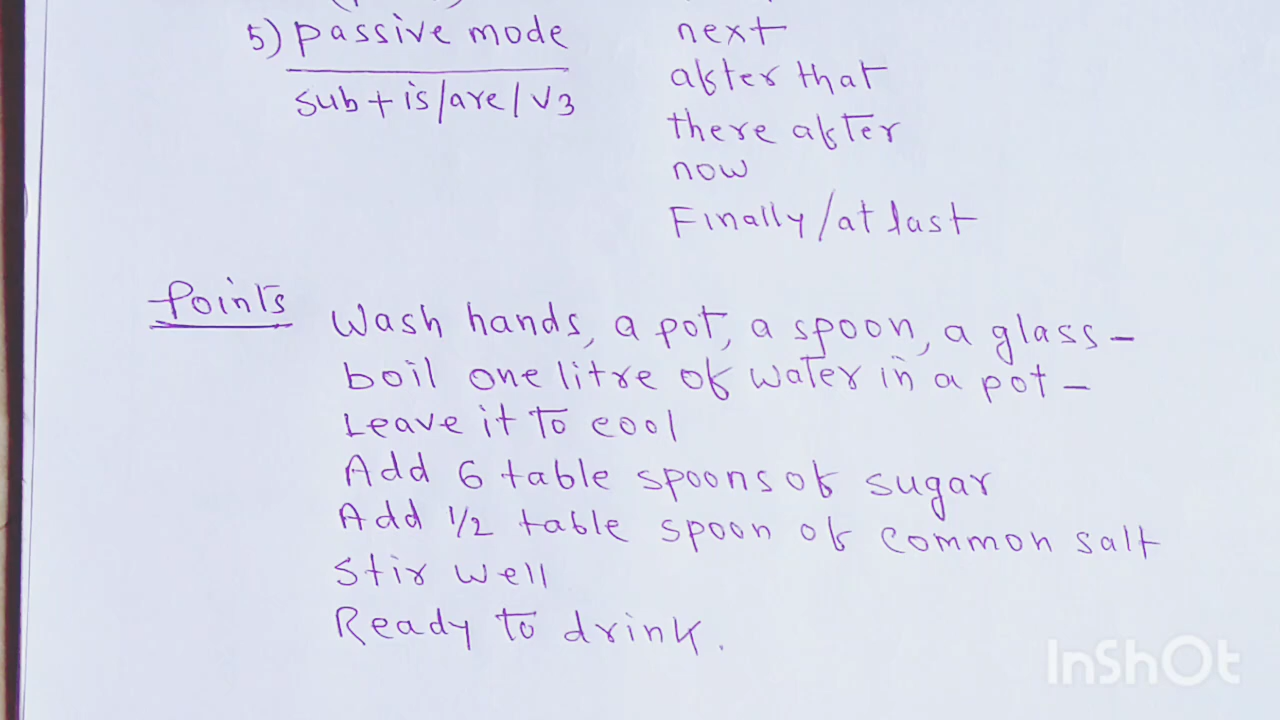 5) passive mode
sub + is/are/V3
next
after that
there after
now
Finally/at last
Points
Wash hands, a pot, a spoon, a glass -
boil one litre of water in a pot -
Leave it to cool
Add 6 table spoons of sugar
Add 1/2 table spoon of common salt
Stir well
Ready to drink.
InShOt